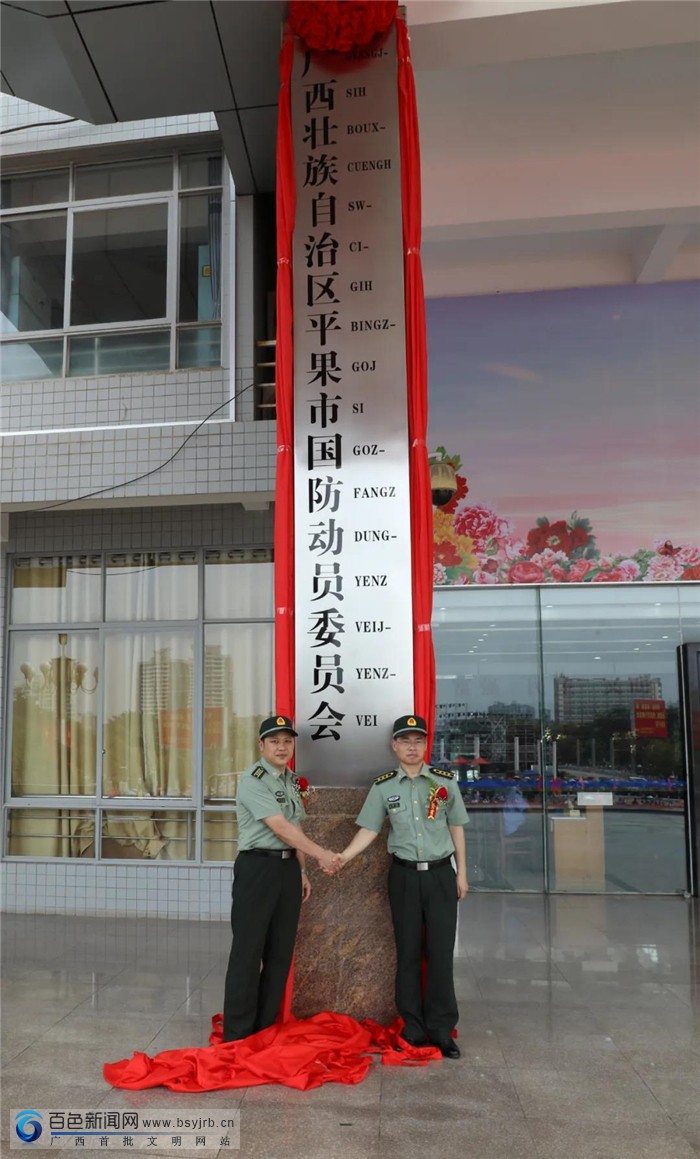 广西壮族自治区平果市国防动员委员会
SIH
BOUX-
CUENGH
SW-
CI-
GIH
BINGZ-
GOJ
SI
GOZ-
FANGZ
DUNG-
YENZ
VEIJ-
YENZ-
VEI
百色新闻网 www.bsyjrb.cn
广西首批文明网站